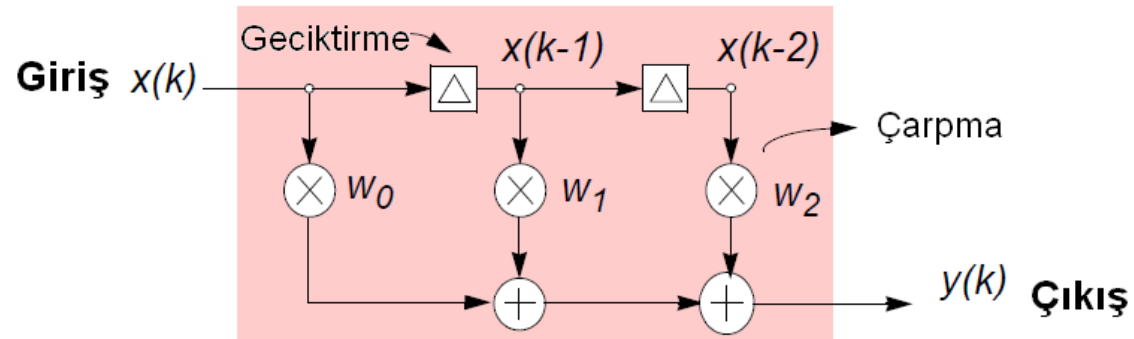 Geciktirme
x(k-1)
x(k-2)
Giriş x(k)
Çarpma
w0
w1
w2
y(k) Çıkış